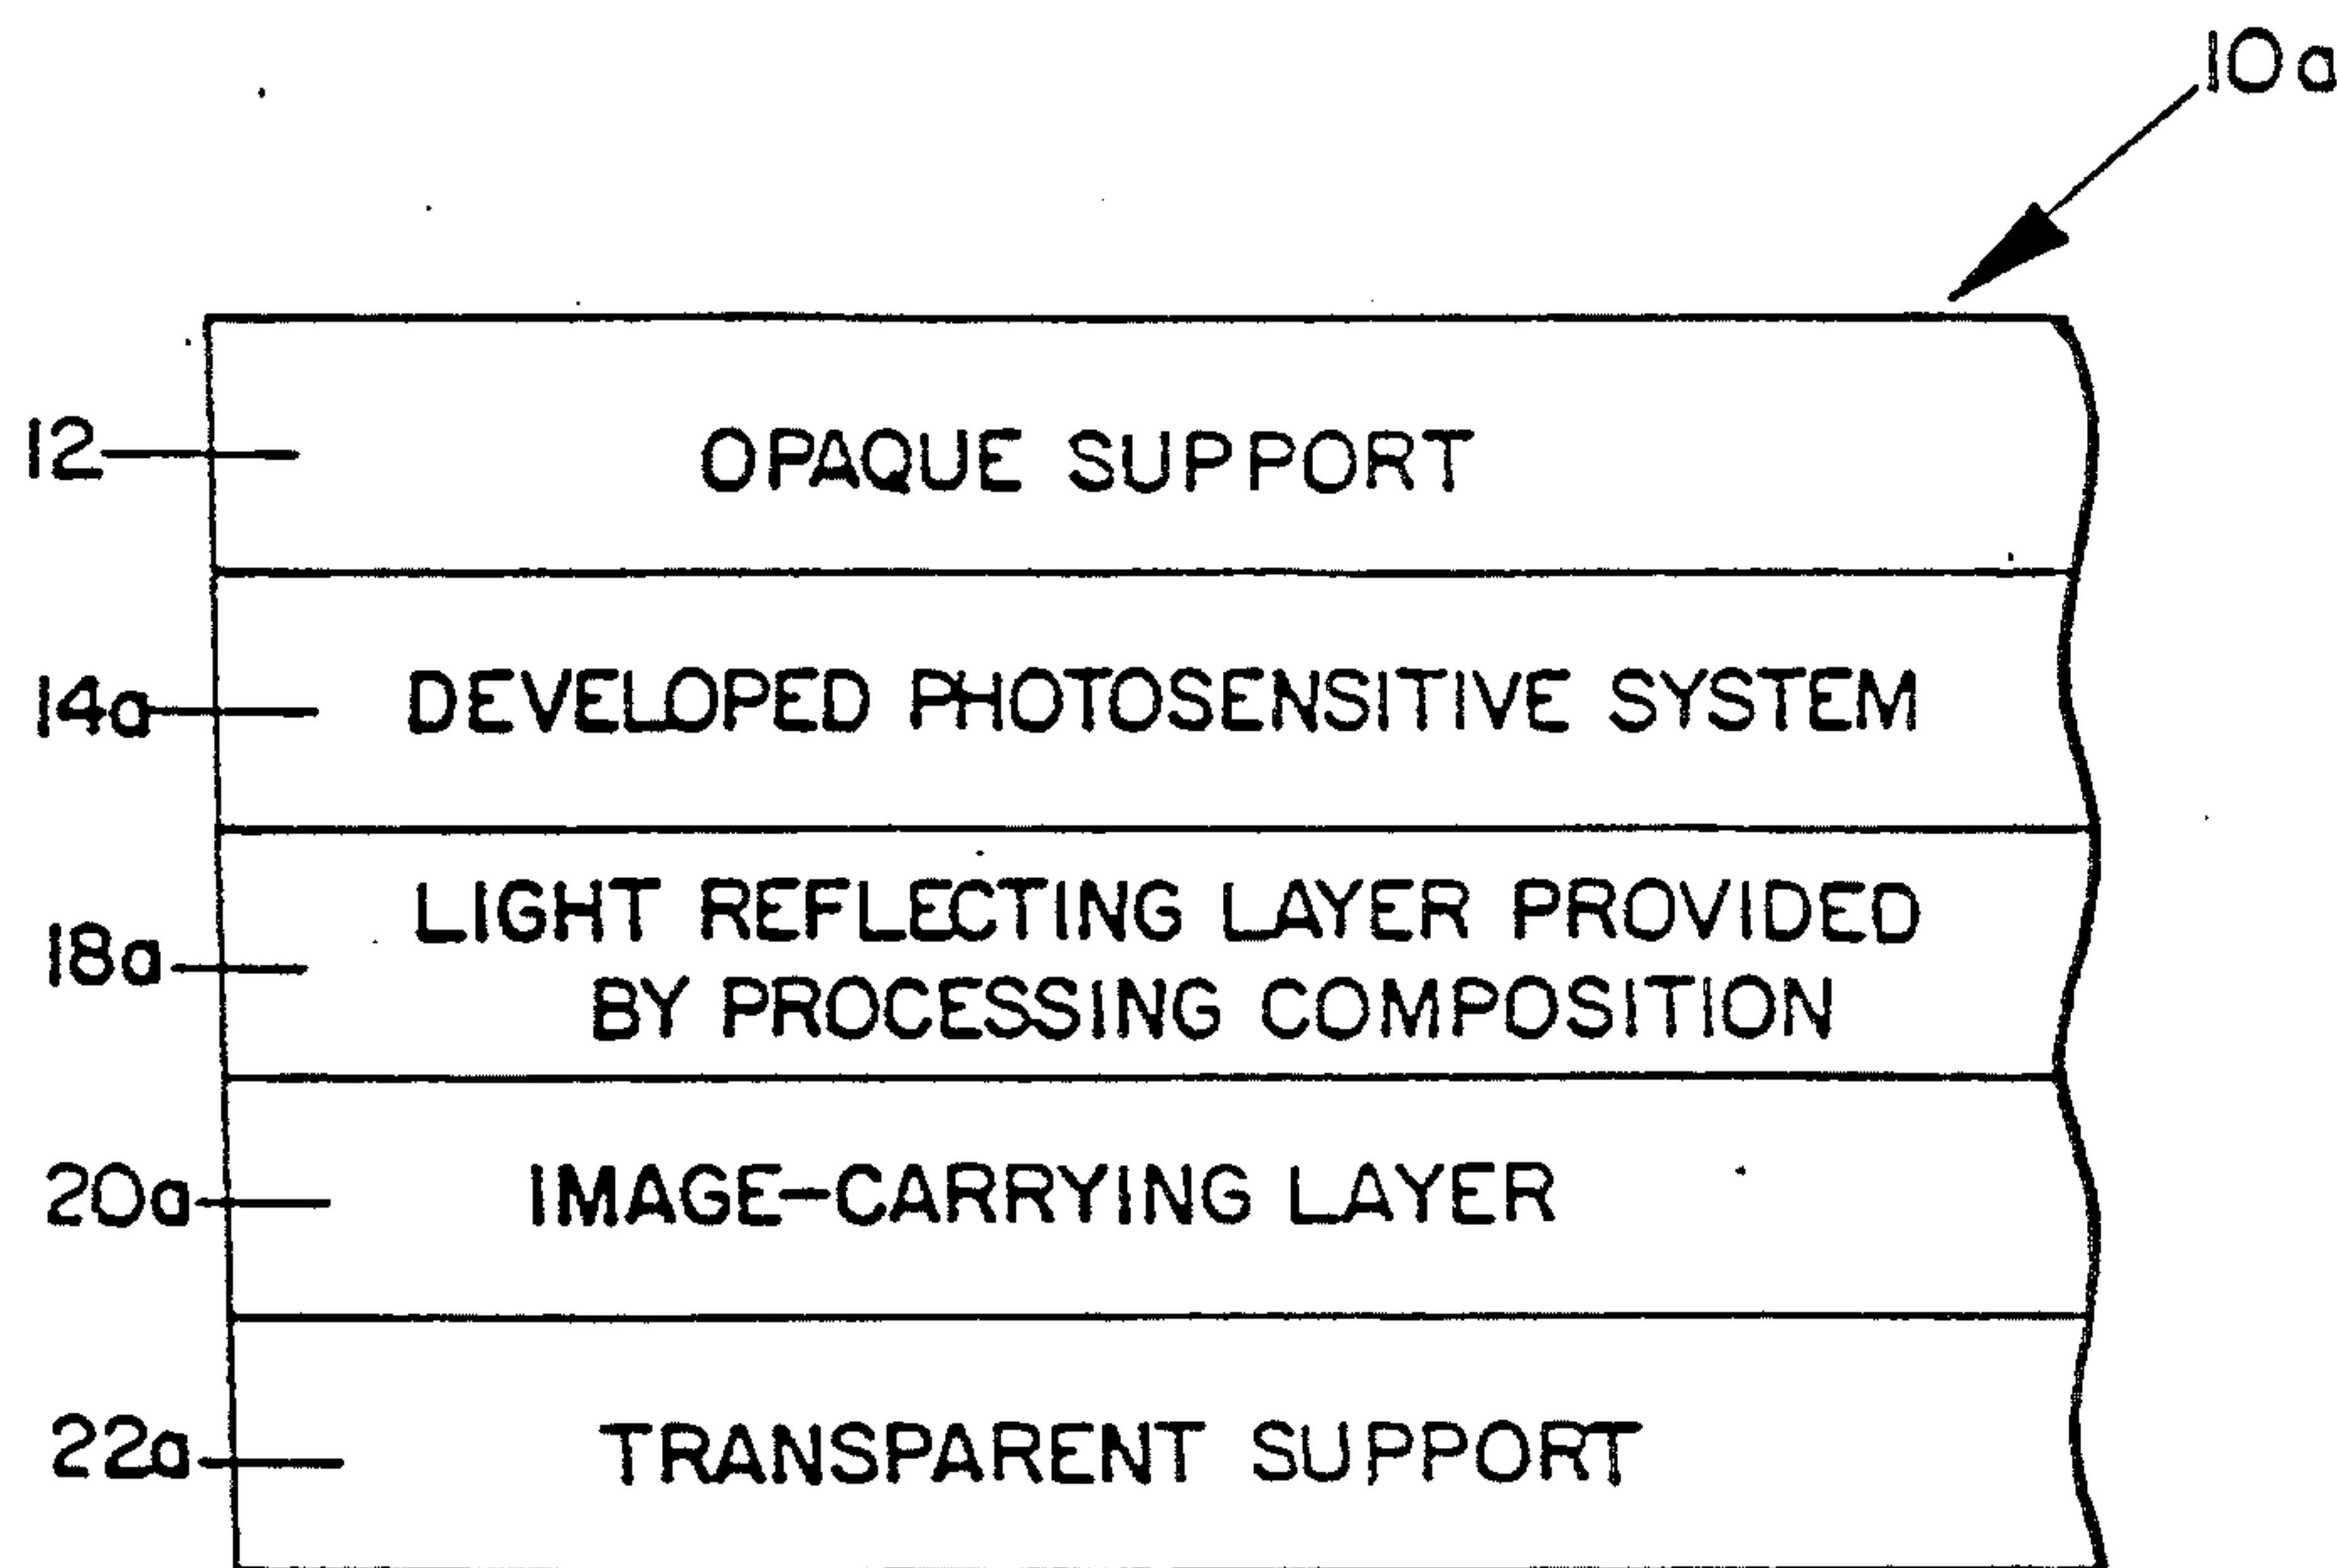 10a
12 OPAQUE SUPPORT
14a DEVELOPED PHOTOSENSITIVE SYSTEM
LIGHT REFLECTING LAYER PROVIDED
18a BY PROCESSING COMPOSITION
20a IMAGE-CARRYING LAYER
22a TRANSPARENT SUPPORT